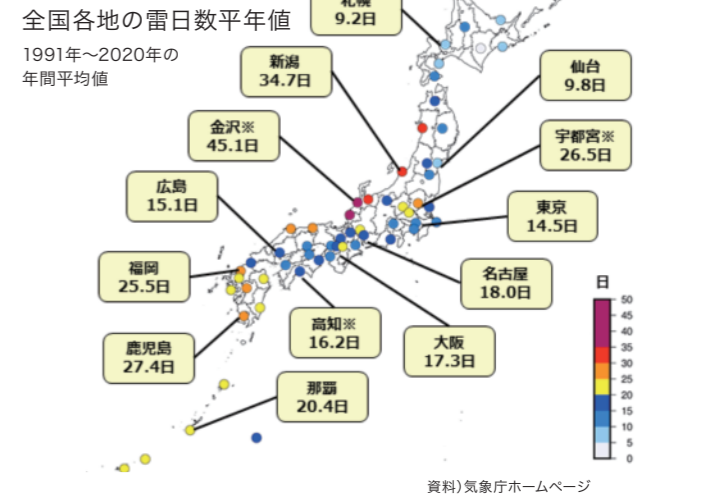 全国各地の雷日数平年値
1991年～2020年の
年間平均値
札幌
9.2日
新潟
34.7日
仙台
9.8日
金沢※
45.1日
宇都宮※
26.5日
広島
15.1日
東京
14.5日
福岡
25.5日
名古屋
18.0日
高知※
16.2日
大阪
17.3日
鹿児島
27.4日
那覇
20.4日
日
50
45
40
35
30
25
20
15
10
5
0
資料）気象庁ホームページ